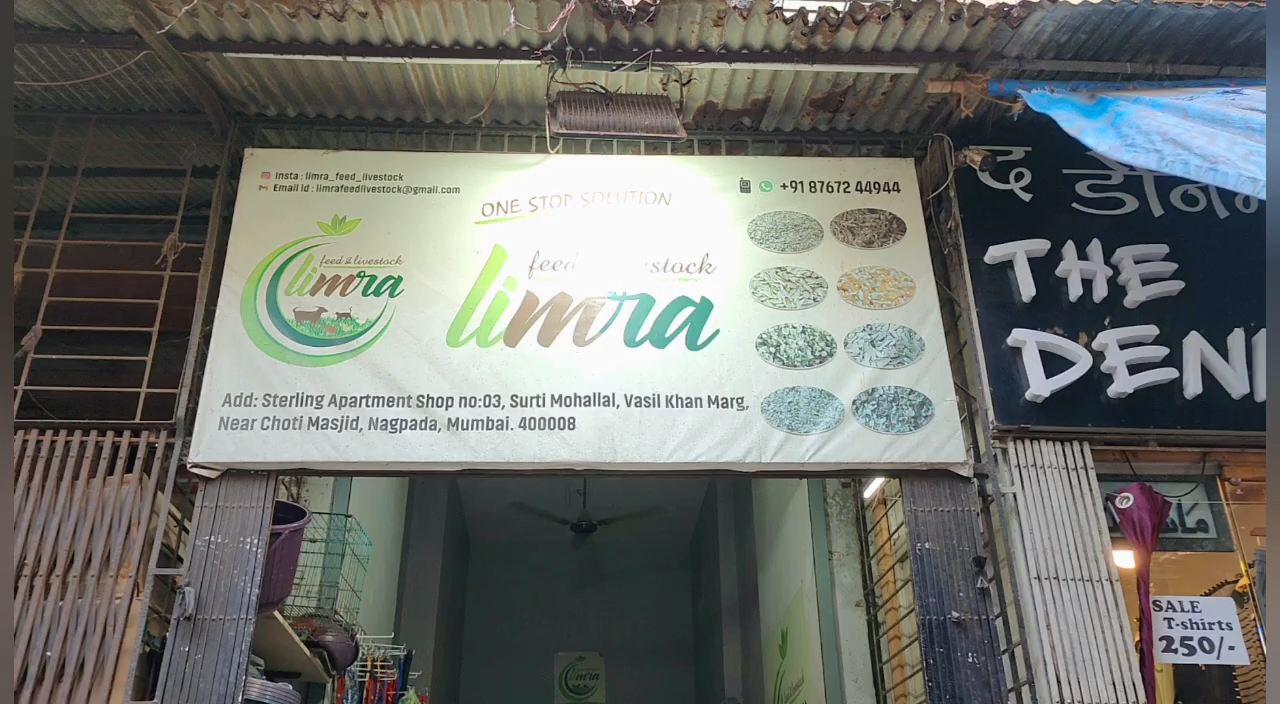 Insta : limra_feed_livestock
Email Id : limrafeedlivestock@gmail.com
+91 87672 44944
ONE STOP SOLUTION
feed & livestock
limra
feed stock
limra
Add: Sterling Apartment Shop no:03, Surti Mohallal, Vasil Khan Marg,
Near Choti Masjid, Nagpada, Mumbai. 400008
द डेनि
THE
DENI
SALE
T-shirts
250/-
limra